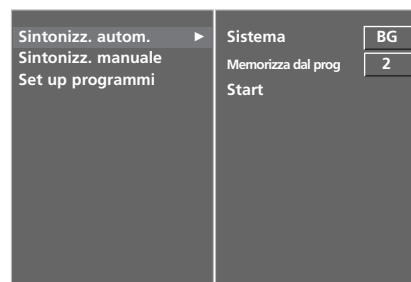 Sintonizz. autom. ►
Sintonizz. manuale
Set up programmi
Sistema BG
Memorizza dal prog 2
Start